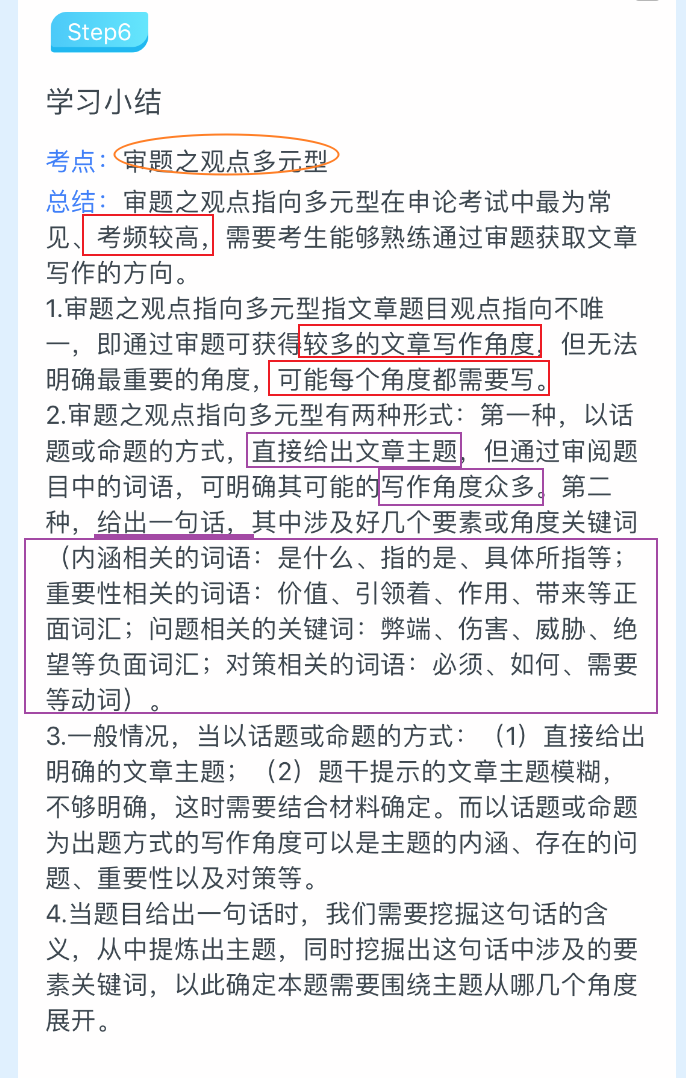 Step6
学习小结
考点：审题之观点多元型
总结：审题之观点指向多元型在申论考试中最为常
见、考频较高，需要考生能够熟练通过审题获取文章
写作的方向。
1.审题之观点指向多元型指文章题目观点指向不唯
一，即通过审题可获得较多的文章写作角度，但无法
明确最重要的角度，可能每个角度都需要写。
2.审题之观点指向多元型有两种形式：第一种，以话
题或命题的方式，直接给出文章主题，但通过审阅题
目中的词语，可明确其可能的写作角度众多。第二
种，给出一句话，其中涉及好几个要素或角度关键词
（内涵相关的词语：是什么、指的是、具体所指等；
重要性相关的词语：价值、引领着、作用、带来等正
面词汇；问题相关的关键词：弊端、伤害、威胁、绝
望等负面词汇；对策相关的词语：必须、如何、需要
等动词）。
3.一般情况，当以话题或命题的方式：（1）直接给出
明确的文章主题；（2）题干提示的文章主题模糊，
不够明确，这时需要结合材料确定。而以话题或命题
为出题方式的写作角度可以是主题的内涵、存在的问
题、重要性以及对策等。
4.当题目给出一句话时，我们需要挖掘这句话的含
义，从中提炼出主题，同时挖掘出这句话中涉及的要
素关键词，以此确定本题需要围绕主题从哪几个角度
展开。